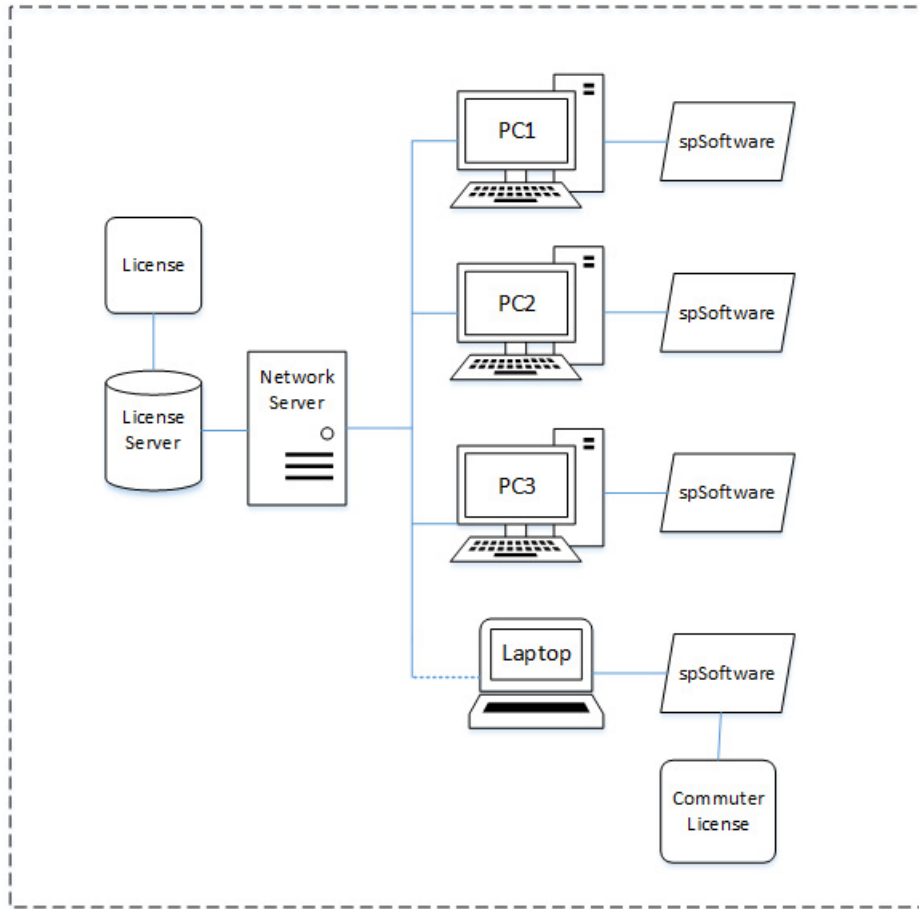 PC1
spSoftware
License
PC2
spSoftware
Network
Server
License
Server
PC3
spSoftware
Laptop
spSoftware
Commuter
License